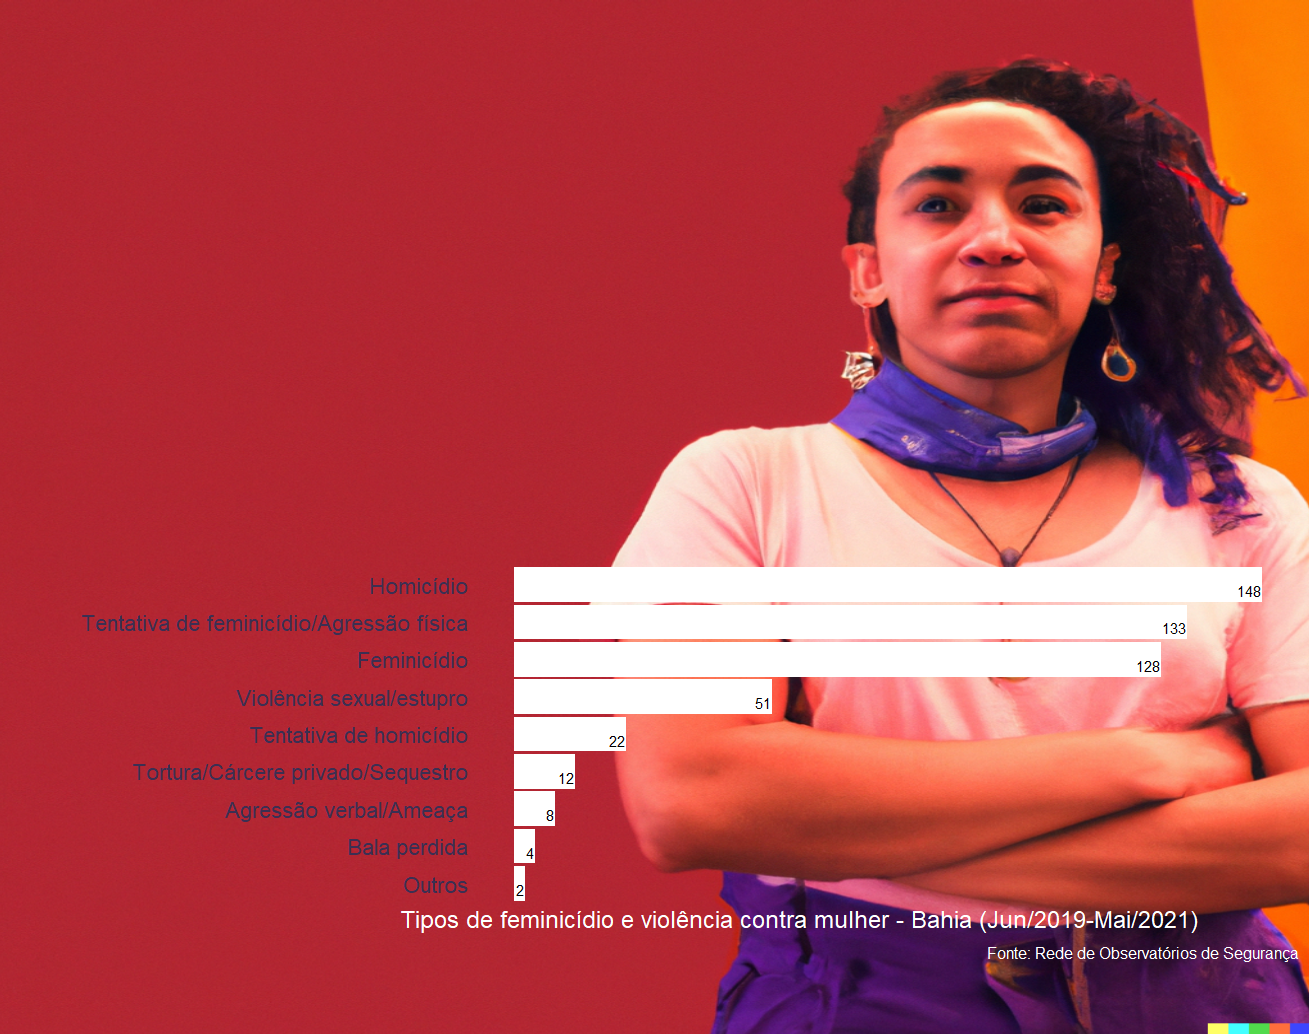 Homicídio 148
Tentativa de feminicídio/Agressão física 133
Feminicídio 128
Violência sexual/estupro 51
Tentativa de homicídio 22
Tortura/Cárcere privado/Sequestro 12
Agressão verbal/Ameaça 8
Bala perdida 4
Outros 2
Tipos de feminicídio e violência contra mulher - Bahia (Jun/2019-Mai/2021)
Fonte: Rede de Observatórios de Segurança